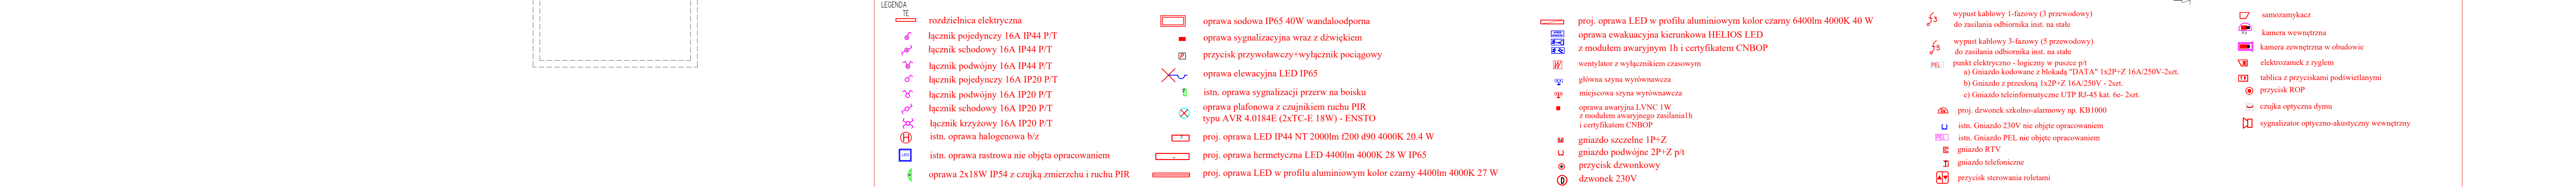 LEGENDA
TE
rozdzielnica elektryczna
łącznik pojedynczy 16A IP44 P/T
łącznik schodowy 16A IP44 P/T
łącznik podwójny 16A IP44 P/T
łącznik pojedynczy 16A IP20 P/T
łącznik podwójny 16A IP20 P/T
łącznik schodowy 16A IP20 P/T
łącznik krzyżowy 16A IP20 P/T
istn. oprawa halogenowa b/z
LED
istn. oprawa rastrowa nie objęta opracowaniem
oprawa 2x18W IP54 z czujką zmierzchu i ruchu PIR
oprawa sodowa IP65 40W wandaloodporna
oprawa sygnalizacyjna wraz z dźwiękiem
przycisk przywoławczy+wyłącznik pociągowy
oprawa elewacyjna LED IP65
istn. oprawa sygnalizacji przerw na boisku
oprawa plafonowa z czujnikiem ruchu PIR
typu AVR 4.0184E (2xTC-E 18W) - ENSTO
proj. oprawa LED IP44 NT 2000lm f200 d90 4000K 20.4 W
proj. oprawa hermetyczna LED 4400lm 4000K 28 W IP65
proj. oprawa LED w profilu aluminiowym kolor czarny 4400lm 4000K 27 W
proj. oprawa LED w profilu aluminiowym kolor czarny 6400lm 4000K 40 W
oprawa ewakuacyjna kierunkowa HELIOS LED
z modułem awaryjnym 1h i certyfikatem CNBOP
wentylator z wyłącznikiem czasowym
główna szyna wyrównawcza
miejscowa szyna wyrównawcza
oprawa awaryjna LVNC 1W
z modułem awaryjnego zasilania1h
i certyfikatem CNBOP
gniazdo szczelne 1P+Z
gniazdo podwójne 2P+Z p/t
przycisk dzwonkowy
D
dzwonek 230V
3
wypust kablowy 1-fazowy (3 przewodowy)
do zasilania odbiornika inst. na stałe
5
wypust kablowy 3-fazowy (5 przewodowy)
do zasilania odbiornika inst. na stałe
PEL
punkt elektryczno - logiczny w puszce p/t
a) Gniazdo kodowane z blokadą "DATA" 1x2P+Z 16A/250V-2szt.
b) Gniazdo z przesłoną 1x2P+Z 16A/250V - 2szt.
c) Gniazdo teleinformatyczne UTP RJ-45 kat. 6e- 2szt.
proj. dzwonek szkolno-alarmowy np. KB1000
istn. Gniazdo 230V nie objęte opracowaniem
PEL
istn. Gniazdo PEL nie objęte opracowaniem
gniazdo RTV
gniazdo telefoniczne
przycisk sterowania roletami
samozamykacz
kamera wewnętrzna
kamera zewnętrzna w obudowie
elektrozamek z ryglem
tablica z przyciskami podświetlanymi
przycisk ROP
czujka optyczna dymu
sygnalizator optyczno-akustyczny wewnętrzny